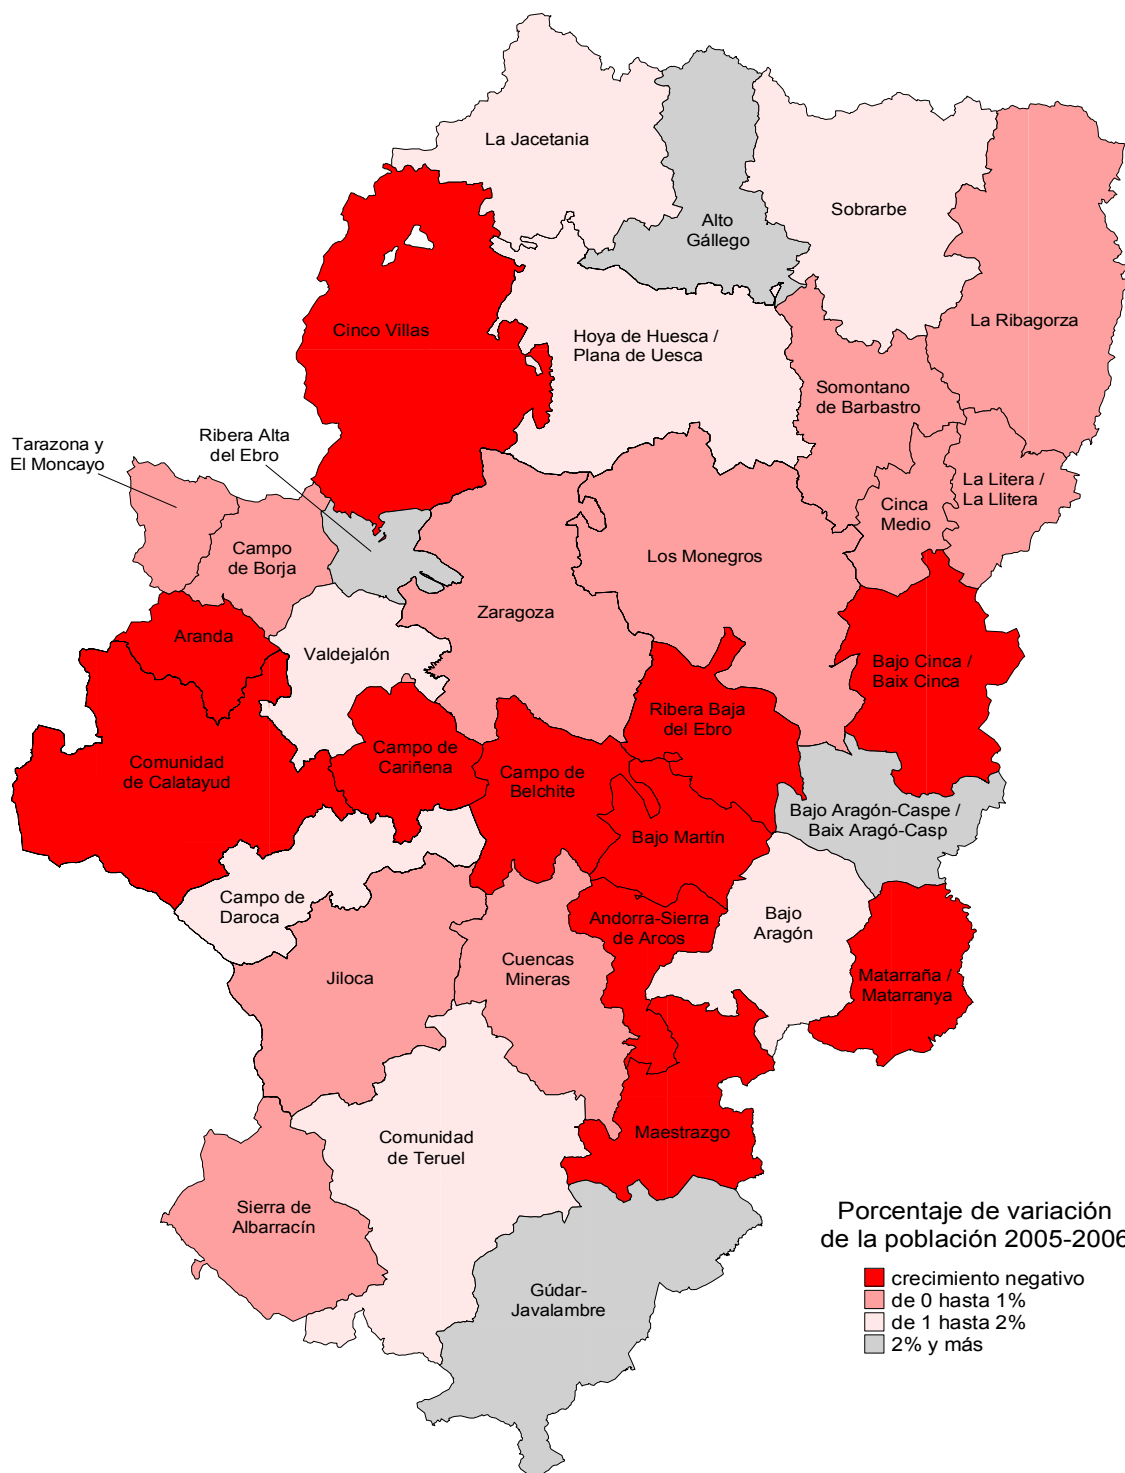 La Jacetania
Alto
Gállego
Sobrarbe
La Ribagorza
Cinco Villas
Hoya de Huesca /
Plana de Uesca
Somontano
de Barbastro
Tarazona y
El Moncayo
Ribera Alta
del Ebro
La Litera /
La Llitera
Cinca
Medio
Campo
de Borja
Los Monegros
Zaragoza
Aranda
Valdejalón
Bajo Cinca /
Baix Cinca
Ribera Baja
del Ebro
Comunidad
de Calatayud
Campo de
Cariñena
Campo de
Belchite
Bajo Aragón-Caspe /
Baix Aragó-Casp
Bajo Martín
Campo de
Daroca
Andorra-Sierra
de Arcos
Bajo
Aragón
Jiloca
Cuencas
Mineras
Matarraña /
Matarranya
Comunidad
de Teruel
Maestrazgo
Sierra de
Albarracín
Gúdar-
Javalambre
Porcentaje de variación
de la población 2005-2006
crecimiento negativo
de 0 hasta 1%
de 1 hasta 2%
2% y más